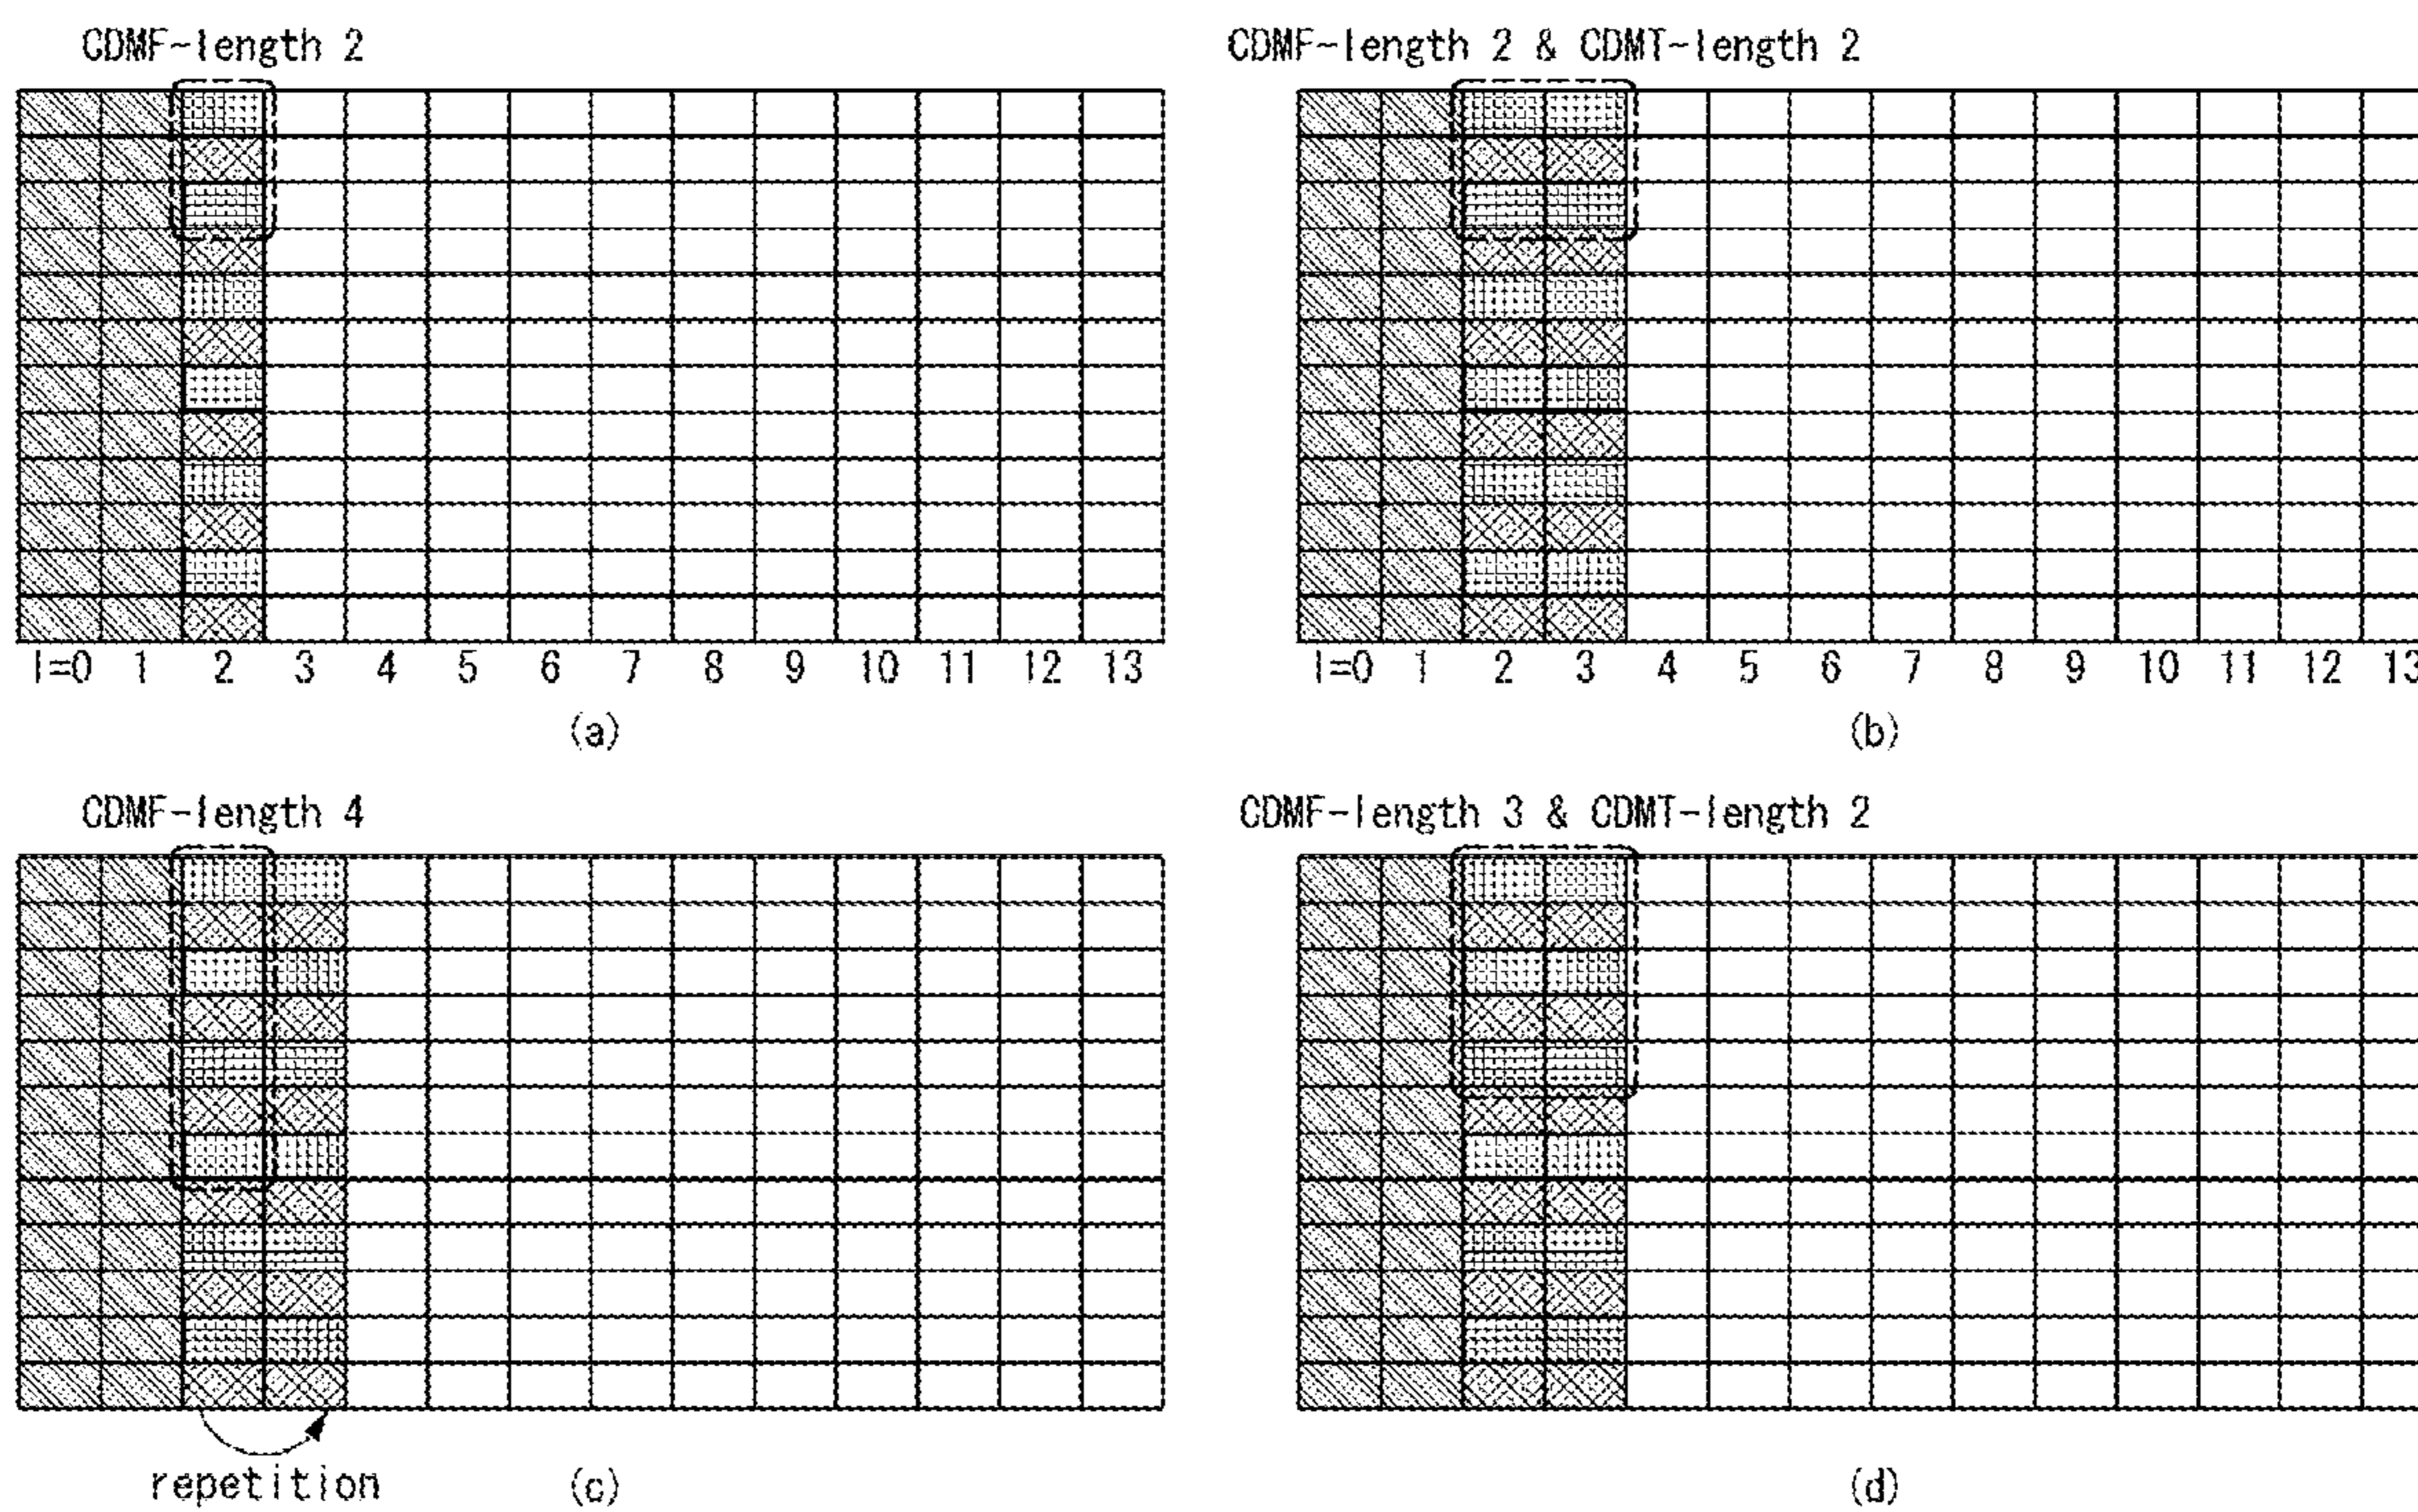 CDMF-length 2
CDMF-length 2 & CDMT-length 2
l=0 1 2 3 4 5 6 7 8 9 10 11 12 13
l=0 1 2 3 4 5 6 7 8 9 10 11 12 13
(a)
(b)
CDMF-length 4
CDMF-length 3 & CDMT-length 2
repetition
(c)
(d)